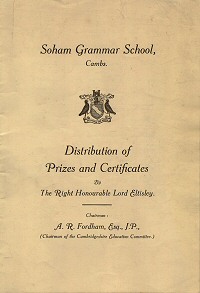 Soham Grammar School,
Cambs.
Distribution of
Prizes and Certificates
By
The Right Honourable Lord Eltisley.
Chairman :
A. R. Fordham, Esq., J.P.,
(Chairman of the Cambridgeshire Education Committee.)